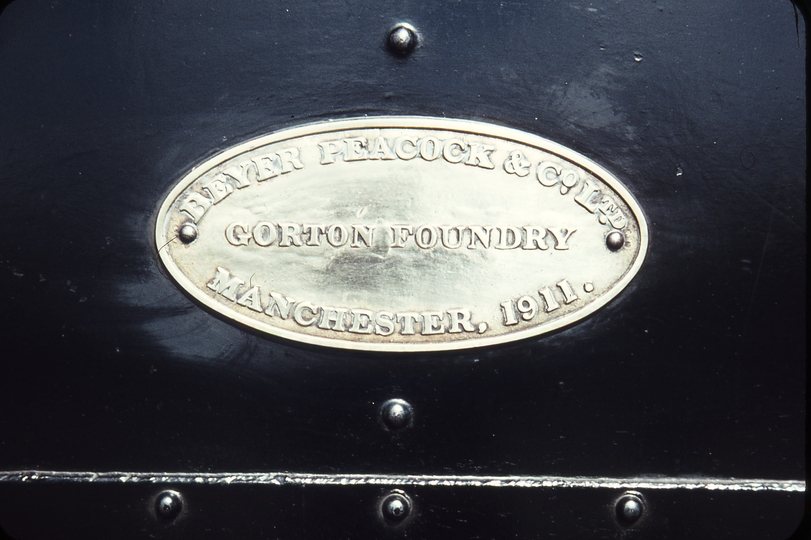 BEYER PEACOCK & Co. LTD
GORTON FOUNDRY
MANCHESTER, 1911.